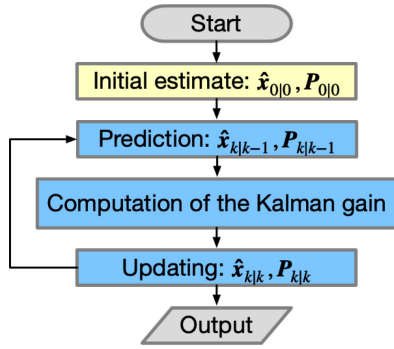 Start
Initial estimate: x̂₀|₀, P₀|₀
Prediction: x̂ₖ|ₖ₋₁, Pₖ|ₖ₋₁
Computation of the Kalman gain
Updating: x̂ₖ|ₖ, Pₖ|ₖ
Output